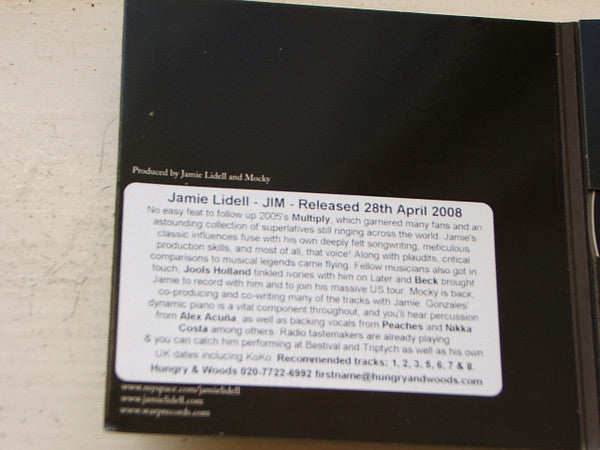 Produced by Jamie Lidell and Mocky
Jamie Lidell - JIM - Released 28th April 2008
No easy feat to follow up 2005's Multiply, which garnered many fans and an
astounding collection of superlatives still ringing across the world. Jamie's
classic influences fuse with his own deeply felt songwriting, meticulous
production skills, and most of all, that voice! Along with plaudits, critical
comparisons to musical legends came flying. Fellow musicians also got in
touch; Jools Holland tinkled ivories with him on Later and Beck brought
Jamie to record with him and to join his massive US tour. Mocky is back,
co-producing and co-writing many of the tracks with Jamie. Gonzales'
dynamic piano is a vital component throughout, and you'll hear percussion
from Alex Acuña, as well as backing vocals from Peaches and Nikka
Costa among others. Radio tastemakers are already playing
& you can catch him performing at Bestival and Triptych as well as his own
UK dates including KoKo. Recommended tracks: 1, 2, 3, 5, 6, 7 & 8.
Hungry & Woods 020-7722-6992 firstname@hungryandwoods.com
www.myspace.com/jamielidell
www.jamielidell.com
www.warprecords.com